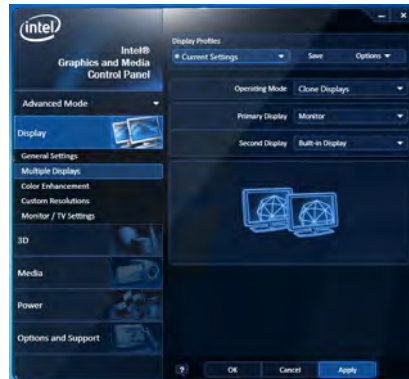 intel
Intel®
Graphics and Media
Control Panel
Advanced Mode
Display
General Settings
Multiple Displays
Color Enhancement
Custom Resolutions
Monitor / TV Settings
3D
Media
Power
Options and Support
Display Profiles
* Current Settings
Save
Options
Operating Mode
Clone Displays
Primary Display
Monitor
Second Display
Built-in Display
?
OK
Cancel
Apply